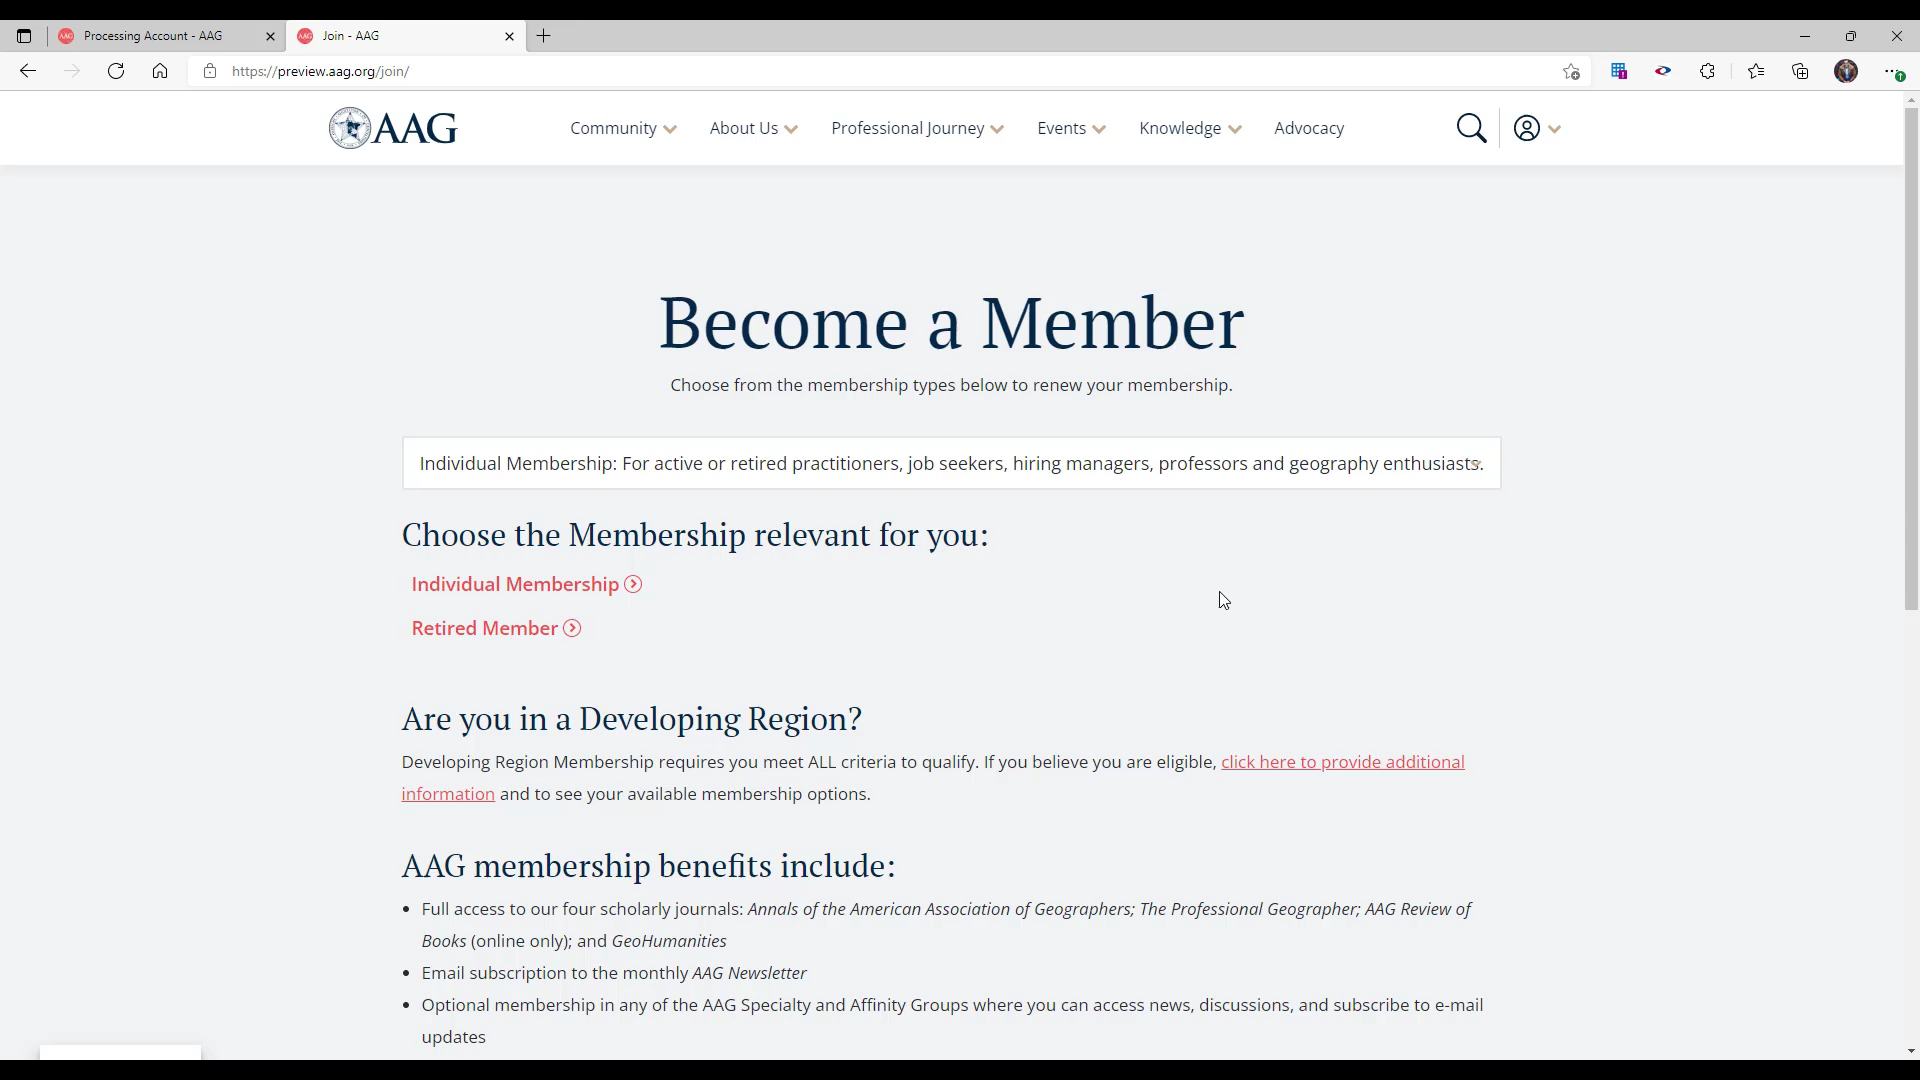 Processing Account - AAG
Join - AAG
https://preview.aag.org/join/
AAG
Community
About Us
Professional Journey
Events
Knowledge
Advocacy
Become a Member
Choose from the membership types below to renew your membership.
Individual Membership: For active or retired practitioners, job seekers, hiring managers, professors and geography enthusiasts.
Choose the Membership relevant for you:
Individual Membership
Retired Member
Are you in a Developing Region?
Developing Region Membership requires you meet ALL criteria to qualify. If you believe you are eligible, click here to provide additional
information and to see your available membership options.
AAG membership benefits include:
• Full access to our four scholarly journals: Annals of the American Association of Geographers; The Professional Geographer; AAG Review of
Books (online only); and GeoHumanities
• Email subscription to the monthly AAG Newsletter
• Optional membership in any of the AAG Specialty and Affinity Groups where you can access news, discussions, and subscribe to e-mail
updates